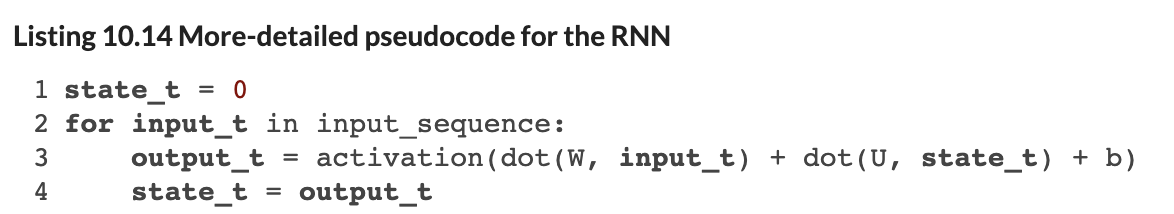 Listing 10.14 More-detailed pseudocode for the RNN
1 state_t = 0
2 for input_t in input_sequence:
3     output_t = activation(dot(W, input_t) + dot(U, state_t) + b)
4     state_t = output_t